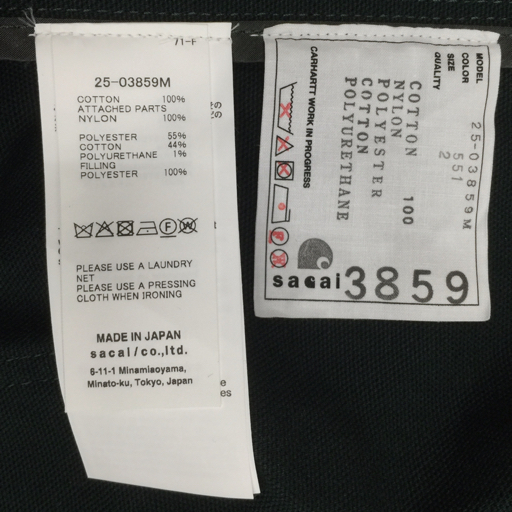 71-F
25-03859M
COTTON 100%
ATTACHED PARTS
NYLON 100%
POLYESTER 55%
COTTON 44%
POLYURETHANE 1%
FILLING
POLYESTER 100%
PLEASE USE A LAUNDRY
NET
PLEASE USE A PRESSING
CLOTH WHEN IRONING
MADE IN JAPAN
sacai/co.,ltd.
6-11-1 Minamiaoyama,
Minato-ku, Tokyo, Japan
e
es
MODEL 25-03859M
COLOR 551
SIZE 2
QUALITY
COTTON 100
NYLON
POLYESTER
COTTON
POLYURETHANE
CARHARTT WORK IN PROGRESS
sacai 3859